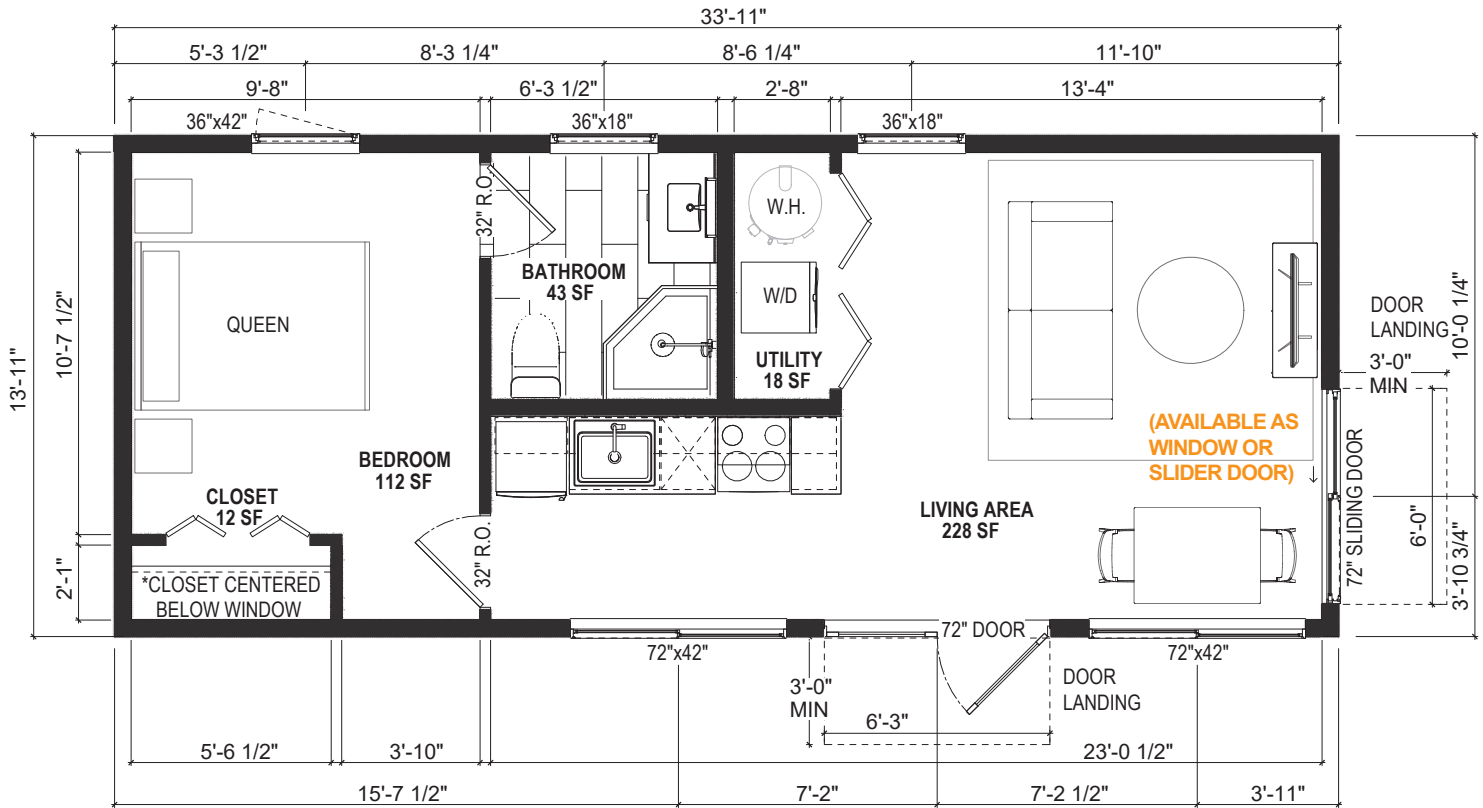 33'-11"
5'-3 1/2"
8'-3 1/4"
8'-6 1/4"
11'-10"
9'-8"
6'-3 1/2"
2'-8"
13'-4"
36"x42"
36"x18"
36"x18"
13'-11"
10'-7 1/2"
2'-1"
32" R.O.
W.H.
BATHROOM
43 SF
W/D
QUEEN
UTILITY
18 SF
DOOR
LANDING
3'-0"
MIN
10'-0 1/4"
(AVAILABLE AS
WINDOW OR
SLIDER DOOR)
72" SLIDING DOOR
6'-0"
3'-10 3/4"
BEDROOM
112 SF
CLOSET
12 SF
LIVING AREA
228 SF
32" R.O.
*CLOSET CENTERED
BELOW WINDOW
72" DOOR
72"x42"
72"x42"
3'-0"
MIN
DOOR
LANDING
6'-3"
5'-6 1/2"
3'-10"
23'-0 1/2"
15'-7 1/2"
7'-2"
7'-2 1/2"
3'-11"